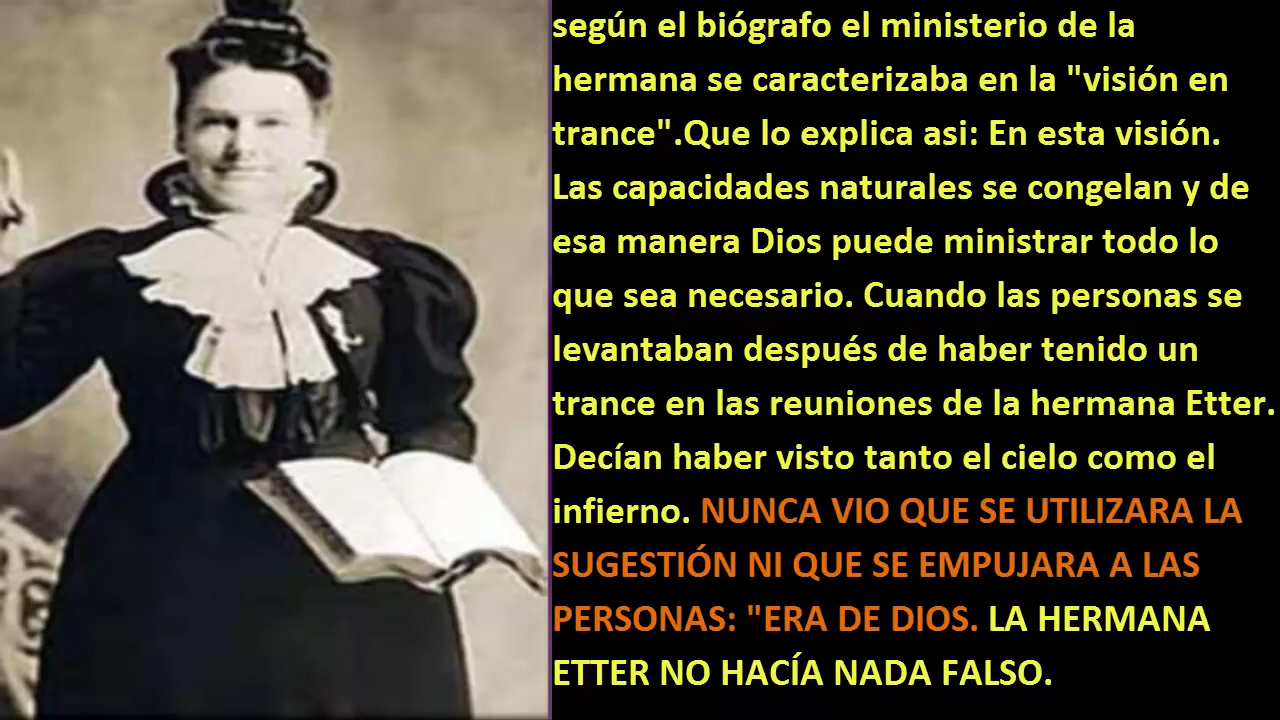 según el biógrafo el ministerio de la
hermana se caracterizaba en la "visión en
trance".Que lo explica asi: En esta visión.
Las capacidades naturales se congelan y de
esa manera Dios puede ministrar todo lo
que sea necesario. Cuando las personas se
levantaban después de haber tenido un
trance en las reuniones de la hermana Etter.
Decían haber visto tanto el cielo como el
infierno. NUNCA VIO QUE SE UTILIZARA LA
SUGESTIÓN NI QUE SE EMPUJARA A LAS
PERSONAS: "ERA DE DIOS. LA HERMANA
ETTER NO HACÍA NADA FALSO.